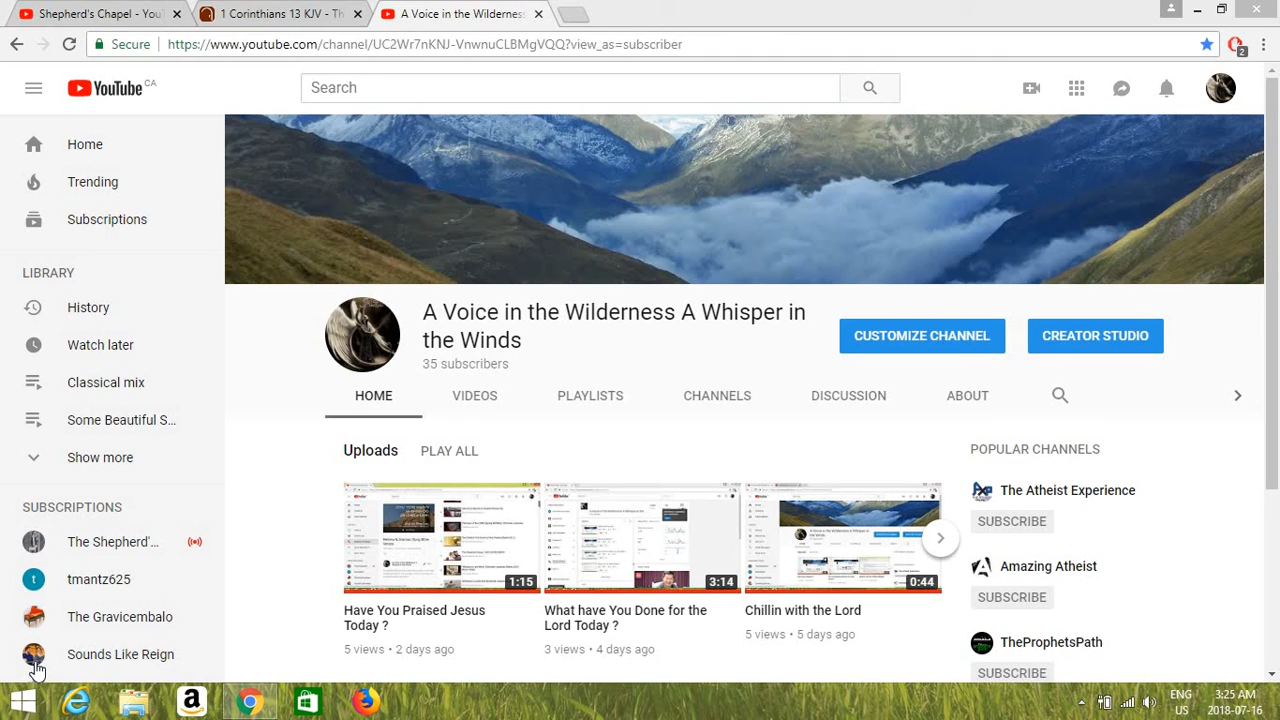 Shepherd's Chapel - You
1 Corinthians 13 KJV - Th
A Voice in the Wilderness
Secure
https://www.youtube.com/channel/UC2Wr7nKNJ-VnwnuCLBMgVQQ?view_as=subscriber
2
YouTube CA
Search
Home
Trending
Subscriptions
LIBRARY
History
Watch later
Classical mix
Some Beautiful S...
Show more
SUBSCRIPTIONS
The Shepherd...
tmantz623
The Gravicembalo
Sounds Like Reign
A Voice in the Wilderness A Whisper in
the Winds
35 subscribers
CUSTOMIZE CHANNEL
CREATOR STUDIO
HOME
VIDEOS
PLAYLISTS
CHANNELS
DISCUSSION
ABOUT
Uploads
PLAY ALL
1:15
Have You Praised Jesus
Today ?
5 views • 2 days ago
3:14
What have You Done for the
Lord Today ?
5 views • 4 days ago
0:44
Chillin with the Lord
5 views • 5 days ago
POPULAR CHANNELS
The Atheist Experience
SUBSCRIBE
Amazing Atheist
SUBSCRIBE
TheProphetsPath
SUBSCRIBE
ENG
US
3:25 AM
2018-07-16